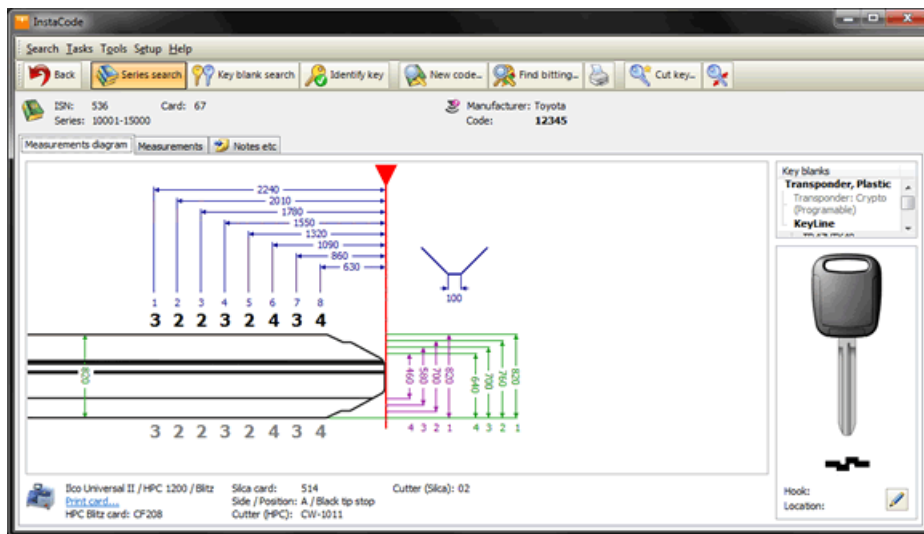 InstaCode
Search Tasks Tools Setup Help
Back Series search Key blank search Identify key New code... Find bitting... Cut key...
ISN: 536 Card: 67 Manufacturer: Toyota
Series: 10001-15000 Code: 12345
Measurements diagram Measurements Notes etc
Key blanks
Transponder, Plastic
Transponder: Crypto
(Programable)
KeyLine
2240
2010
1780
1550
1320
1090
860
630
100
1 2 3 4 5 6 7 8
3 2 2 3 2 4 3 4
820 460 580 700 820 640 700 760 820
4 3 2 1 4 3 2 1
3 2 2 3 2 4 3 4
Hook:
Location:
Ilco Universal II / HPC 1200 / Blitz Silca card: 514 Cutter (Silca): 02
Print card... Side / Position: A / Black tip stop
HPC Blitz card: CF208 Cutter (HPC): CW-1011